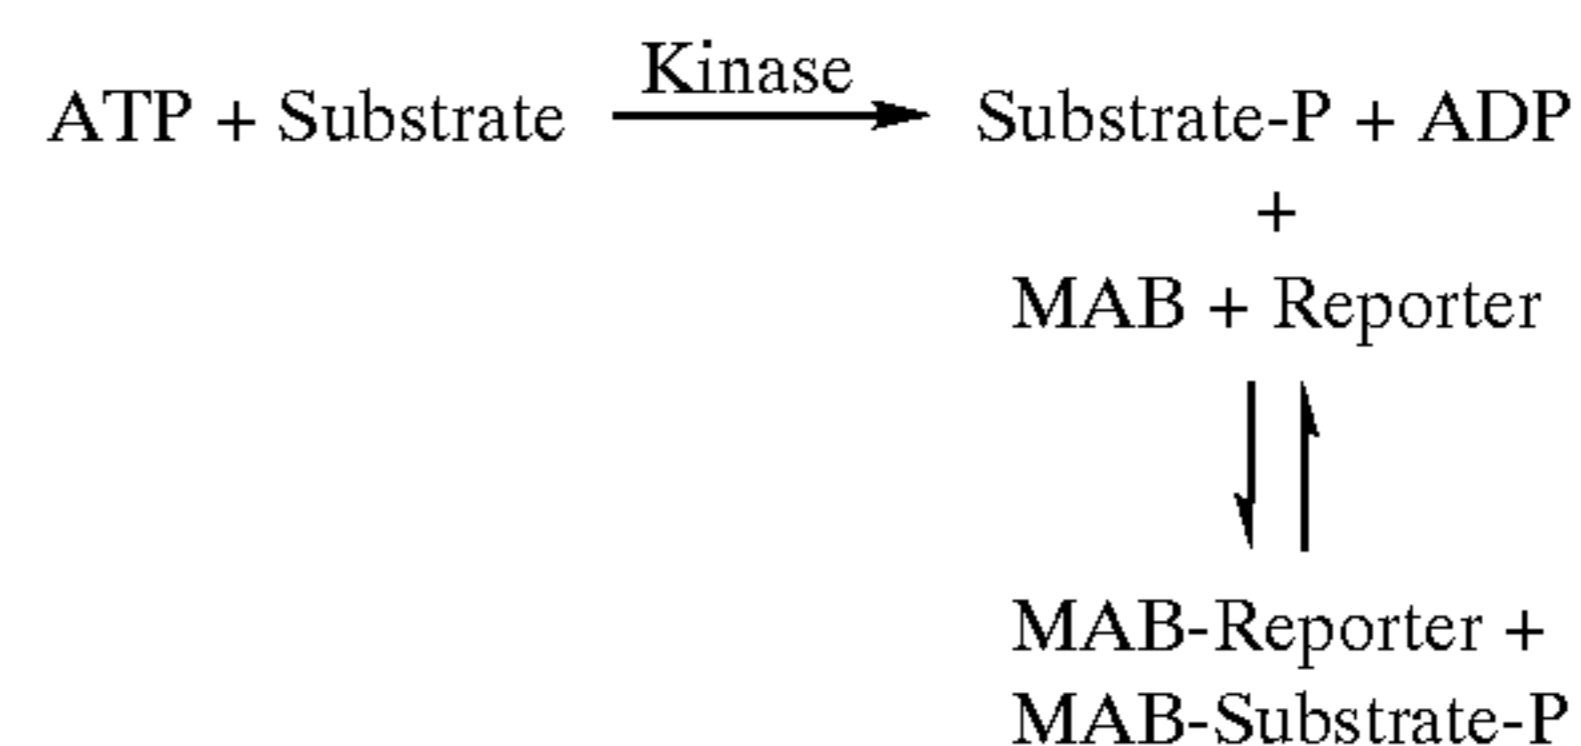 Kinase
ATP + Substrate Substrate-P + ADP
+
MAB + Reporter
MAB-Reporter +
MAB-Substrate-P